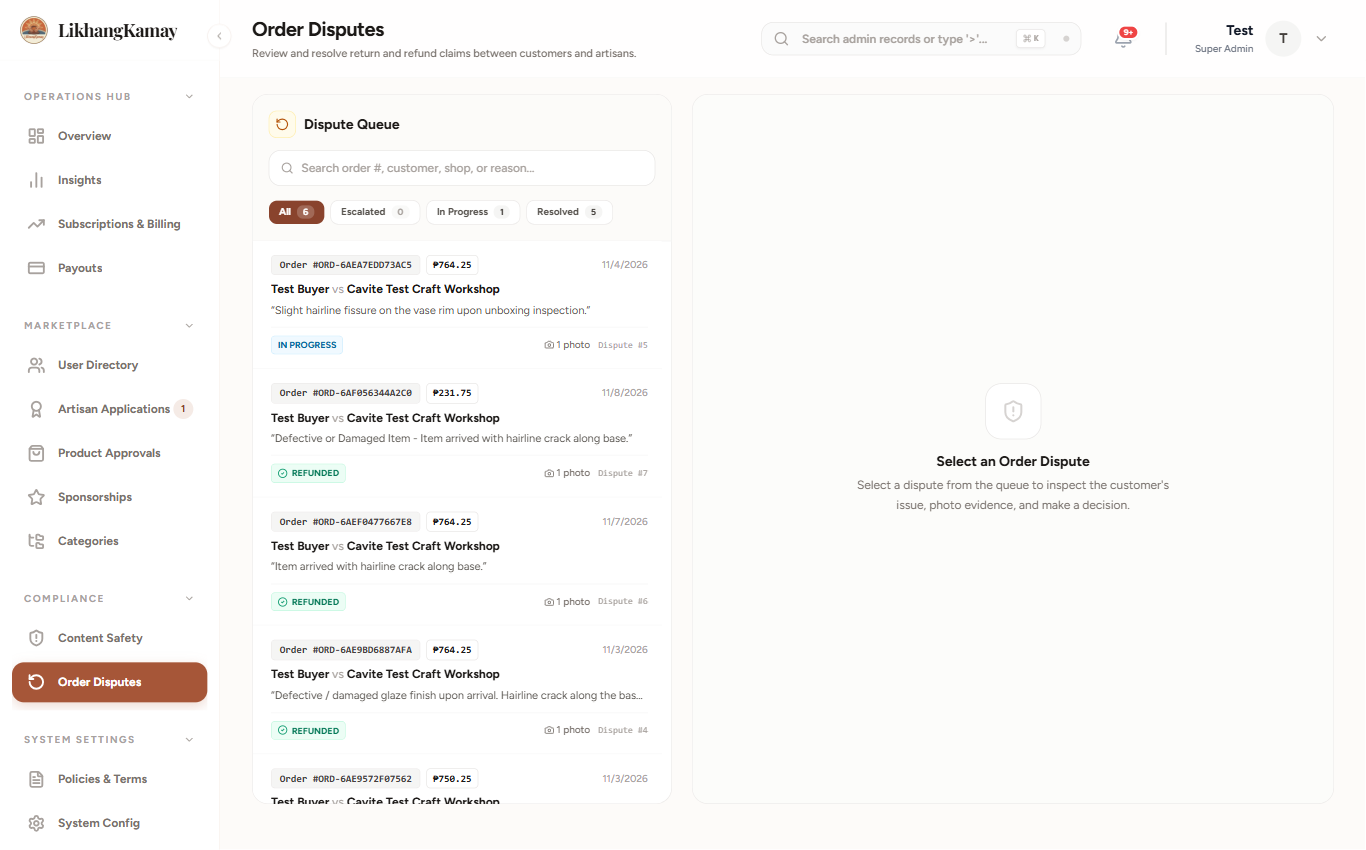 LikhangKamay
OPERATIONS HUB
Overview
Insights
Subscriptions & Billing
Payouts
MARKETPLACE
User Directory
Artisan Applications 1
Product Approvals
Sponsorships
Categories
COMPLIANCE
Content Safety
Order Disputes
SYSTEM SETTINGS
Policies & Terms
System Config
Order Disputes
Review and resolve return and refund claims between customers and artisans.
Search admin records or type '>'...
⌘ K
9+
Test
Super Admin
T
Dispute Queue
Search order #, customer, shop, or reason...
All 6 Escalated 0 In Progress 1 Resolved 5
Order #ORD-6AEA7EDD73AC5 ₱764.25 11/4/2026
Test Buyer vs Cavite Test Craft Workshop
“Slight hairline fissure on the vase rim upon unboxing inspection.”
IN PROGRESS 1 photo Dispute #5
Order #ORD-6AF056344A2C0 ₱231.75 11/8/2026
Test Buyer vs Cavite Test Craft Workshop
“Defective or Damaged Item - Item arrived with hairline crack along base.”
REFUNDED 1 photo Dispute #7
Order #ORD-6AEF0477667E8 ₱764.25 11/7/2026
Test Buyer vs Cavite Test Craft Workshop
“Item arrived with hairline crack along base.”
REFUNDED 1 photo Dispute #6
Order #ORD-6AE9BD6887AFA ₱764.25 11/3/2026
Test Buyer vs Cavite Test Craft Workshop
“Defective / damaged glaze finish upon arrival. Hairline crack along the bas...
REFUNDED 1 photo Dispute #4
Order #ORD-6AE9572F07562 ₱750.25 11/3/2026
Test Buyer vs Cavite Test Craft Workshop
Select an Order Dispute
Select a dispute from the queue to inspect the customer's
issue, photo evidence, and make a decision.